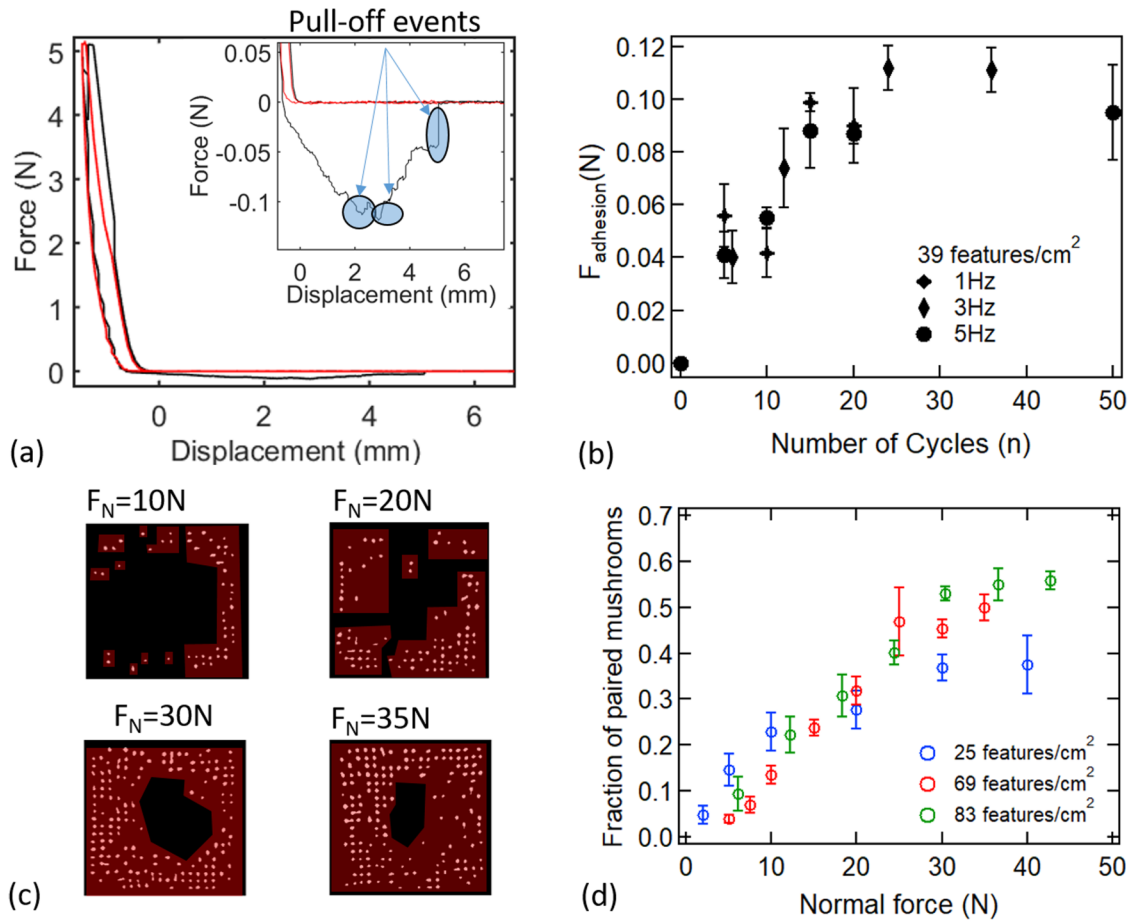 Pull-off events
5
4
3
2
1
0
Force (N)
0
2
4
6
Displacement (mm)
0.05
0
-0.05
-0.1
Force (N)
0
2
4
6
Displacement (mm)
(a)
0.12
0.10
0.08
0.06
0.04
0.02
0.00
F_adhesion(N)
0
10
20
30
40
50
Number of Cycles (n)
39 features/cm²
1Hz
3Hz
5Hz
(b)
F_N=10N
F_N=20N
F_N=30N
F_N=35N
(c)
0.7
0.6
0.5
0.4
0.3
0.2
0.1
0.0
Fraction of paired mushrooms
0
10
20
30
40
50
Normal force (N)
25 features/cm²
69 features/cm²
83 features/cm²
(d)